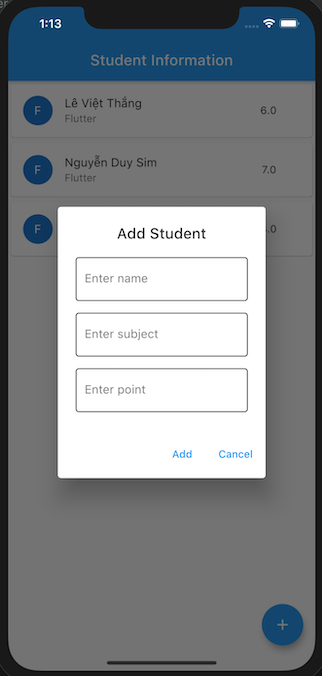 1:13
Student Information
F
Lê Việt Thắng
Flutter
6.0
F
Nguyễn Duy Sim
Flutter
7.0
F
.0
Add Student
Enter name
Enter subject
Enter point
Add
Cancel
+